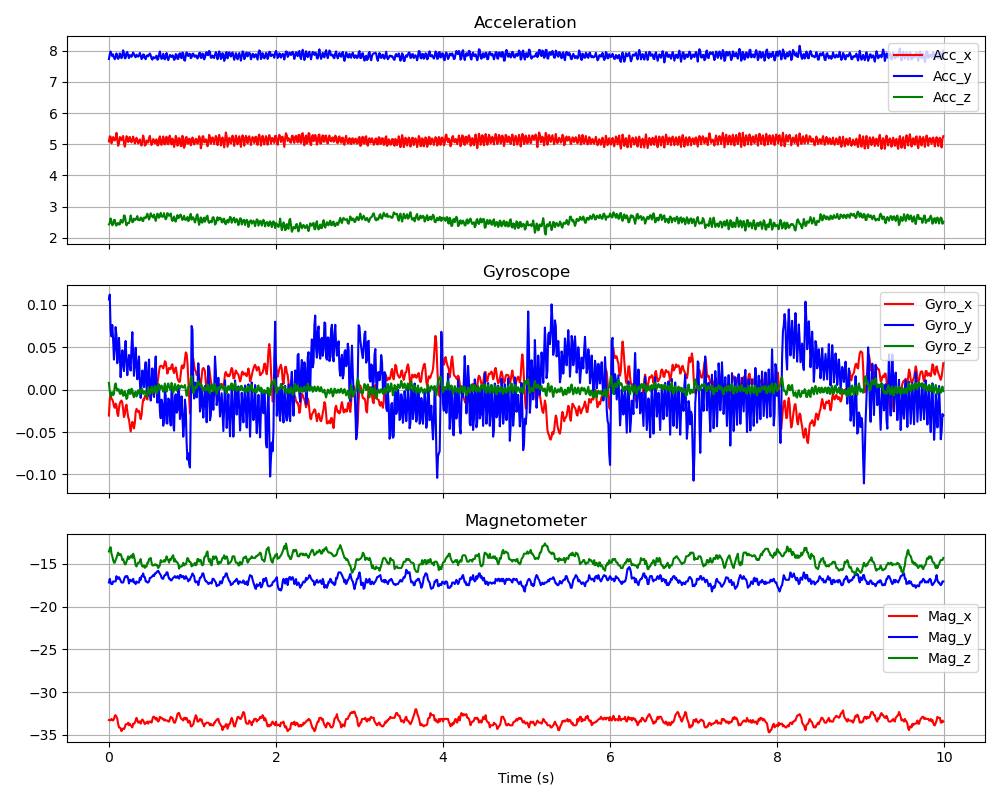 Acceleration
8
7
6
5
4
3
2
Acc_x
Acc_y
Acc_z
Gyroscope
0.10
0.05
0.00
−0.05
−0.10
Gyro_x
Gyro_y
Gyro_z
Magnetometer
−15
−20
−25
−30
−35
Mag_x
Mag_y
Mag_z
0 2 4 6 8 10
Time (s)